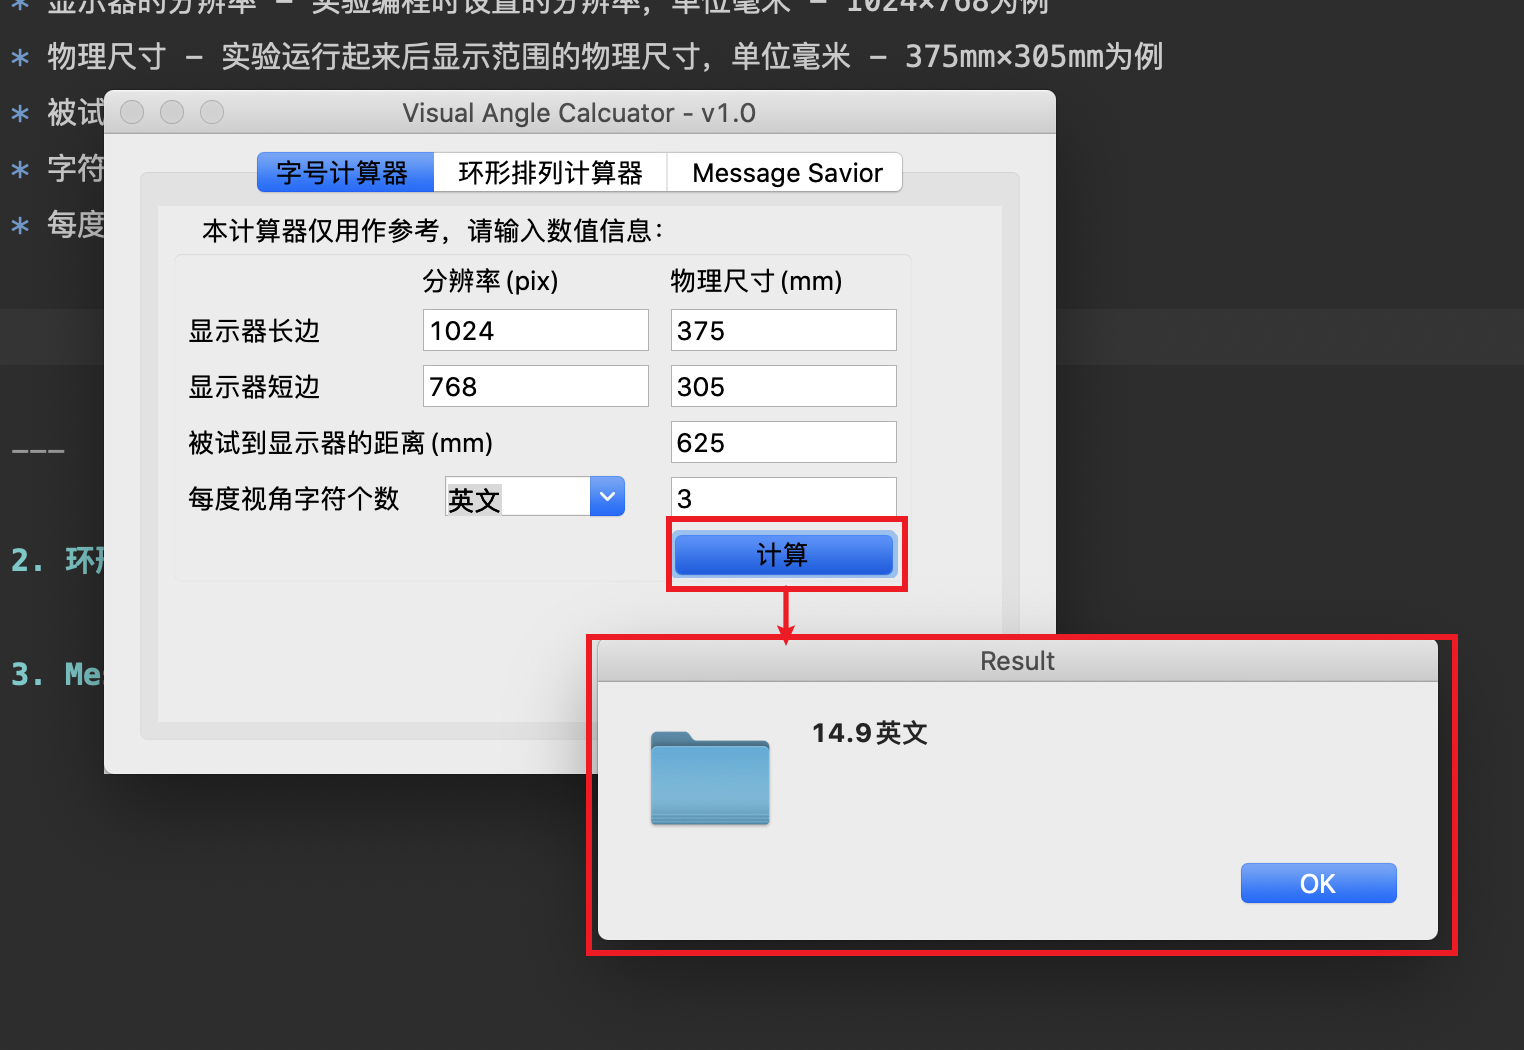 显示器的分辨率 – 实验编程时设置的分辨率，单位毫米 – 1024×768为例
* 物理尺寸 – 实验运行起来后显示范围的物理尺寸，单位毫米 – 375mm×305mm为例
* 被试
* 字符
* 每度
Visual Angle Calcuator - v1.0
字号计算器 环形排列计算器 Message Savior
本计算器仅用作参考，请输入数值信息：
分辨率(pix) 物理尺寸(mm)
显示器长边 1024 375
显示器短边 768 305
被试到显示器的距离(mm) 625
每度视角字符个数 英文 3
计算
---
2. 环形
3. Mes
Result
14.9英文
OK